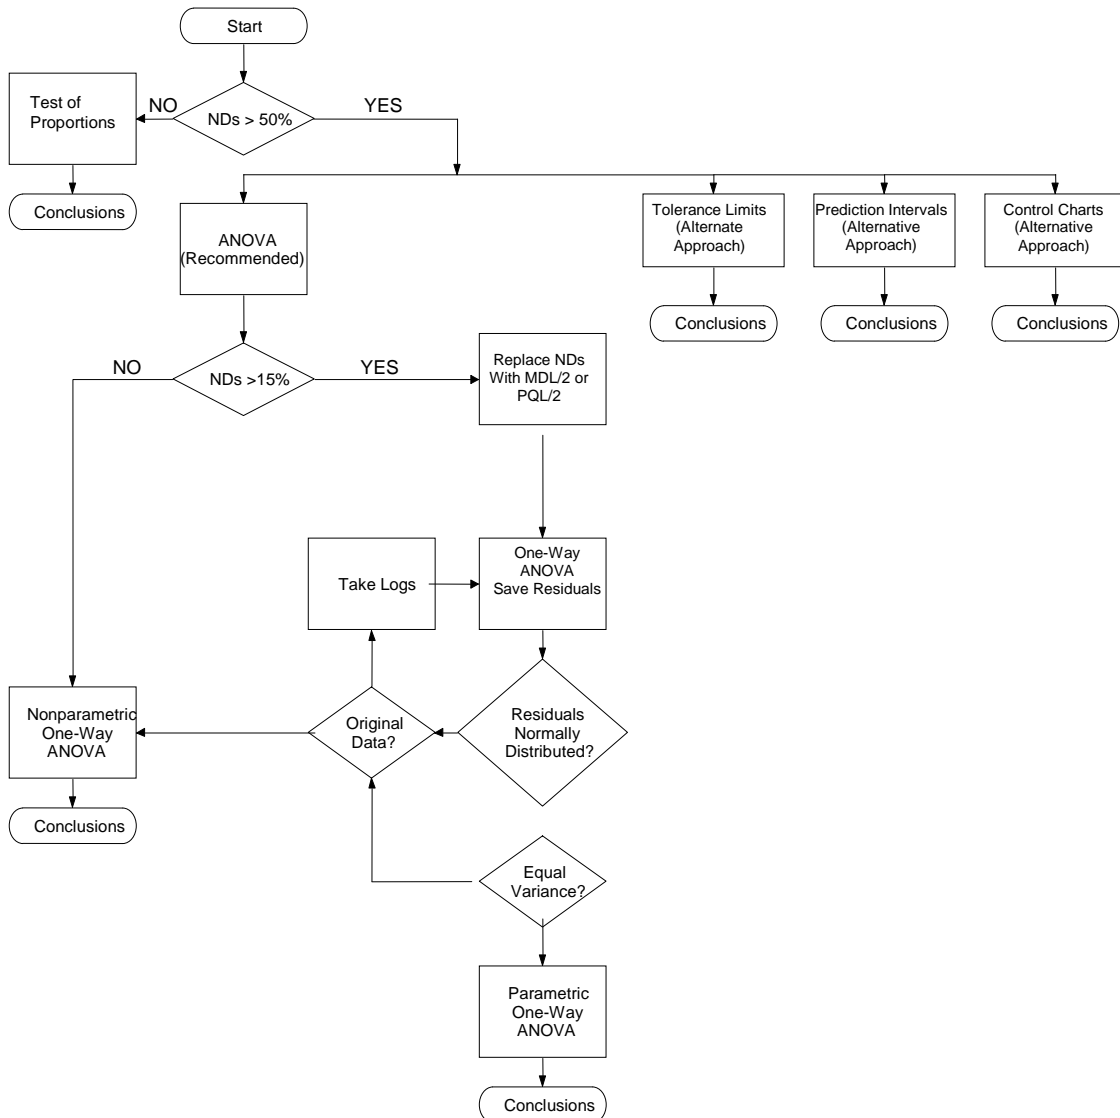 Start
NDs > 50%
NO
YES
Test of
Proportions
Conclusions
ANOVA
(Recommended)
Tolerance Limits
(Alternate
Approach)
Prediction Intervals
(Alternative
Approach)
Control Charts
(Alternative
Approach)
Conclusions
Conclusions
Conclusions
NO
NDs >15%
YES
Replace NDs
With MDL/2 or
PQL/2
Take Logs
One-Way
ANOVA
Save Residuals
Nonparametric
One-Way
ANOVA
Original
Data?
Residuals
Normally
Distributed?
Conclusions
Equal
Variance?
Parametric
One-Way
ANOVA
Conclusions